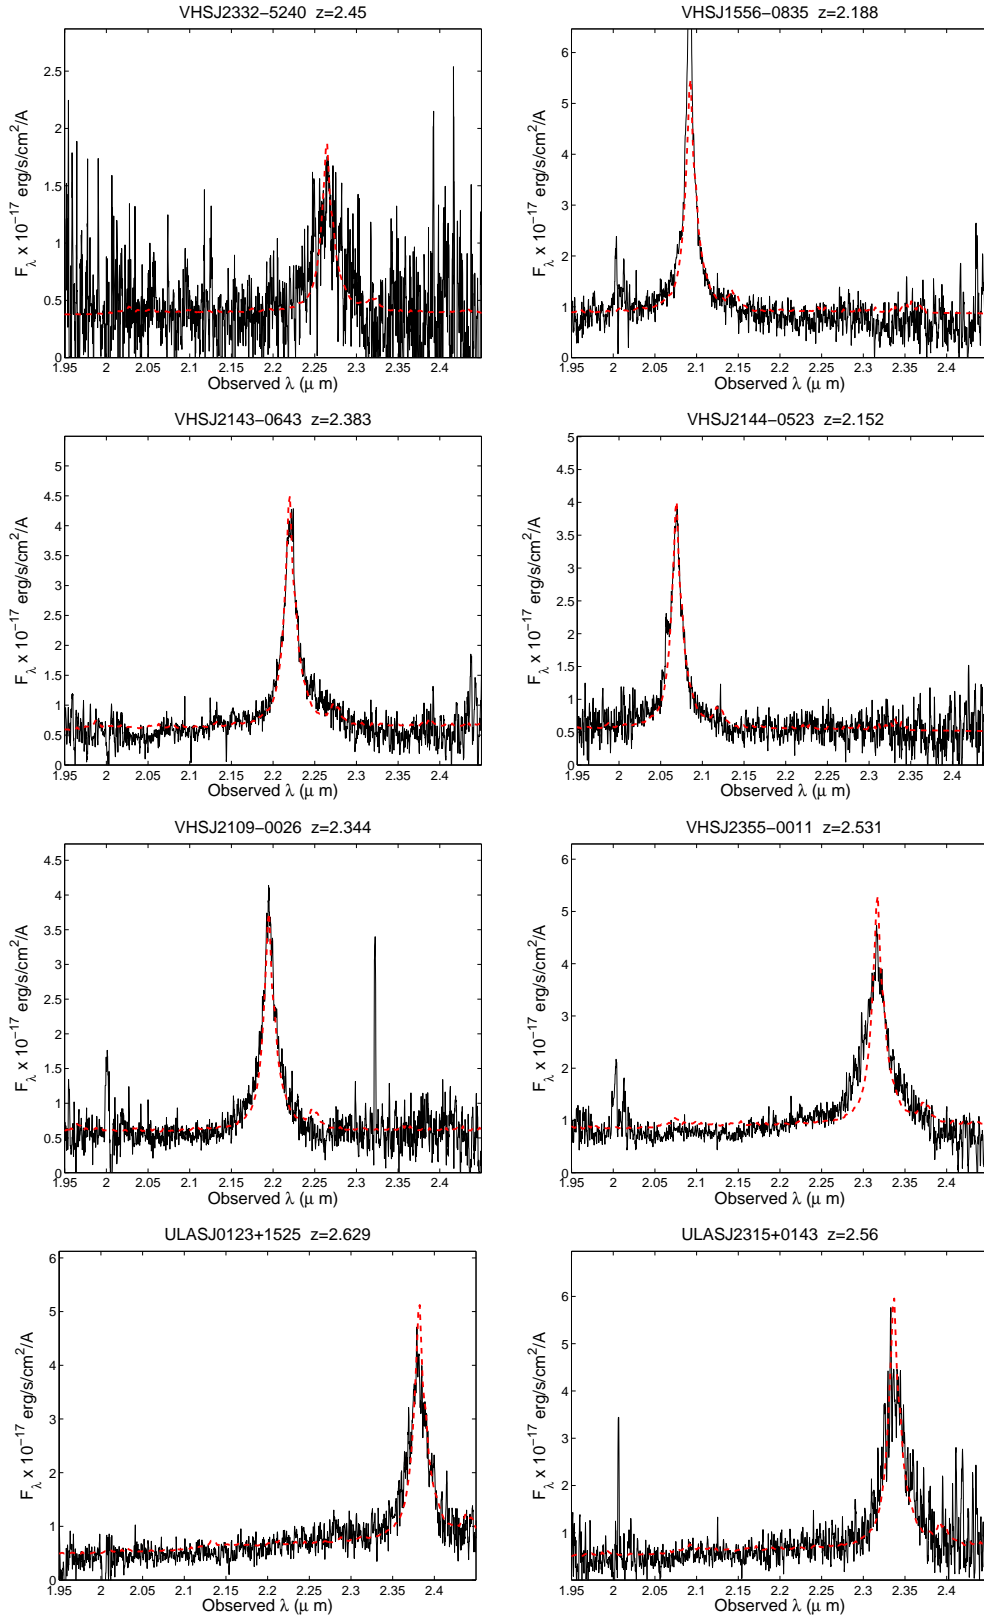 VHSJ2332−5240 z=2.45
2.5
2
1.5
1
0.5
0
F_λ x 10^−17 erg/s/cm^2/A
1.95 2 2.05 2.1 2.15 2.2 2.25 2.3 2.35 2.4
Observed λ (μ m)
VHSJ1556−0835 z=2.188
6
5
4
3
2
1
0
F_λ x 10^−17 erg/s/cm^2/A
1.95 2 2.05 2.1 2.15 2.2 2.25 2.3 2.35 2.4
Observed λ (μ m)
VHSJ2143−0643 z=2.383
5
4.5
4
3.5
3
2.5
2
1.5
1
0.5
0
F_λ x 10^−17 erg/s/cm^2/A
1.95 2 2.05 2.1 2.15 2.2 2.25 2.3 2.35 2.4
Observed λ (μ m)
VHSJ2144−0523 z=2.152
5
4.5
4
3.5
3
2.5
2
1.5
1
0.5
0
F_λ x 10^−17 erg/s/cm^2/A
1.95 2 2.05 2.1 2.15 2.2 2.25 2.3 2.35 2.4
Observed λ (μ m)
VHSJ2109−0026 z=2.344
4.5
4
3.5
3
2.5
2
1.5
1
0.5
0
F_λ x 10^−17 erg/s/cm^2/A
1.95 2 2.05 2.1 2.15 2.2 2.25 2.3 2.35 2.4
Observed λ (μ m)
VHSJ2355−0011 z=2.531
6
5
4
3
2
1
0
F_λ x 10^−17 erg/s/cm^2/A
1.95 2 2.05 2.1 2.15 2.2 2.25 2.3 2.35 2.4
Observed λ (μ m)
ULASJ0123+1525 z=2.629
6
5
4
3
2
1
0
F_λ x 10^−17 erg/s/cm^2/A
1.95 2 2.05 2.1 2.15 2.2 2.25 2.3 2.35 2.4
Observed λ (μ m)
ULASJ2315+0143 z=2.56
6
5
4
3
2
1
0
F_λ x 10^−17 erg/s/cm^2/A
1.95 2 2.05 2.1 2.15 2.2 2.25 2.3 2.35 2.4
Observed λ (μ m)